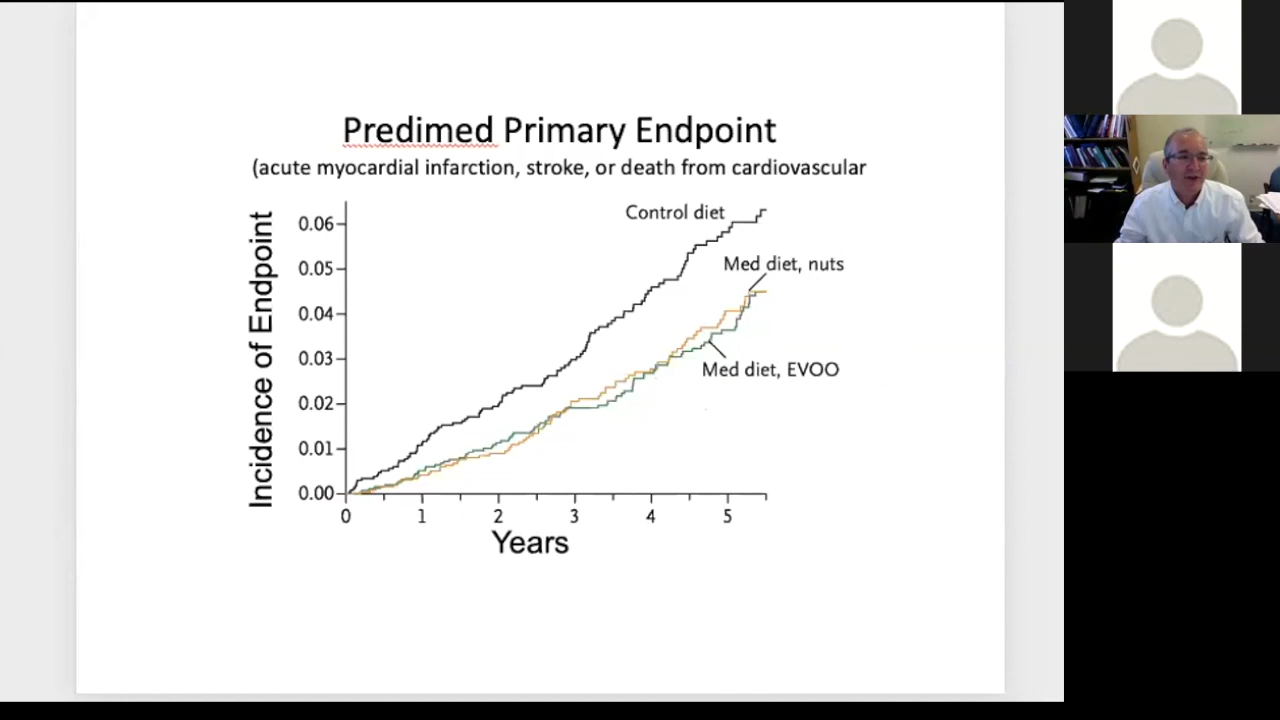 Predimed Primary Endpoint
(acute myocardial infarction, stroke, or death from cardiovascular
Incidence of Endpoint
0.06
0.05
0.04
0.03
0.02
0.01
0.00
Control diet
Med diet, nuts
Med diet, EVOO
0 1 2 3 4 5
Years